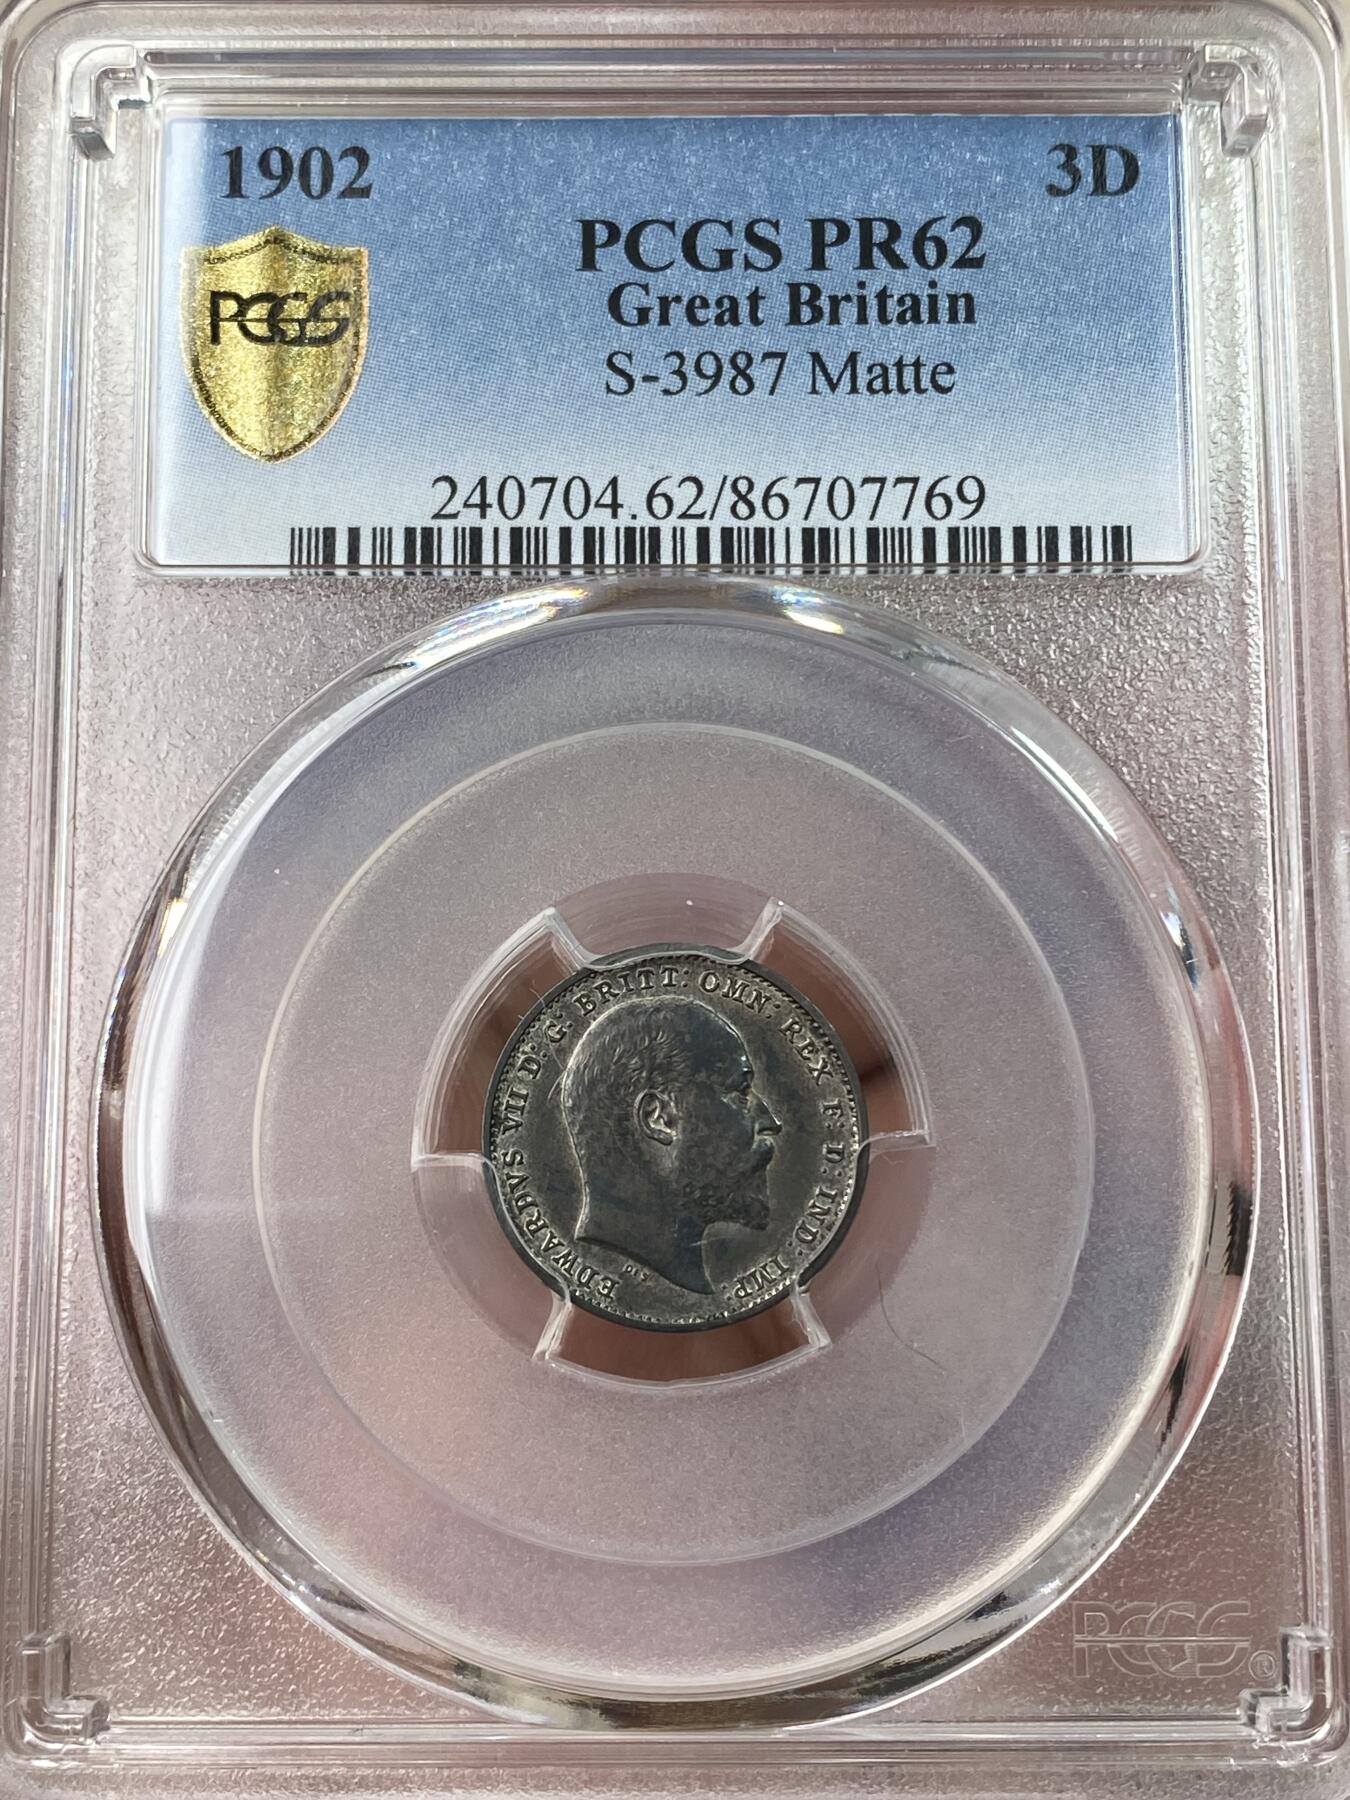 1902 3D
PCGS PR62
Great Britain
PCGS
S-3987 Matte
240704.62/86707769
EDWARDVS VII D: G: BRITT: OMN: REX F: D: IND: IMP:
DES
PCGS®